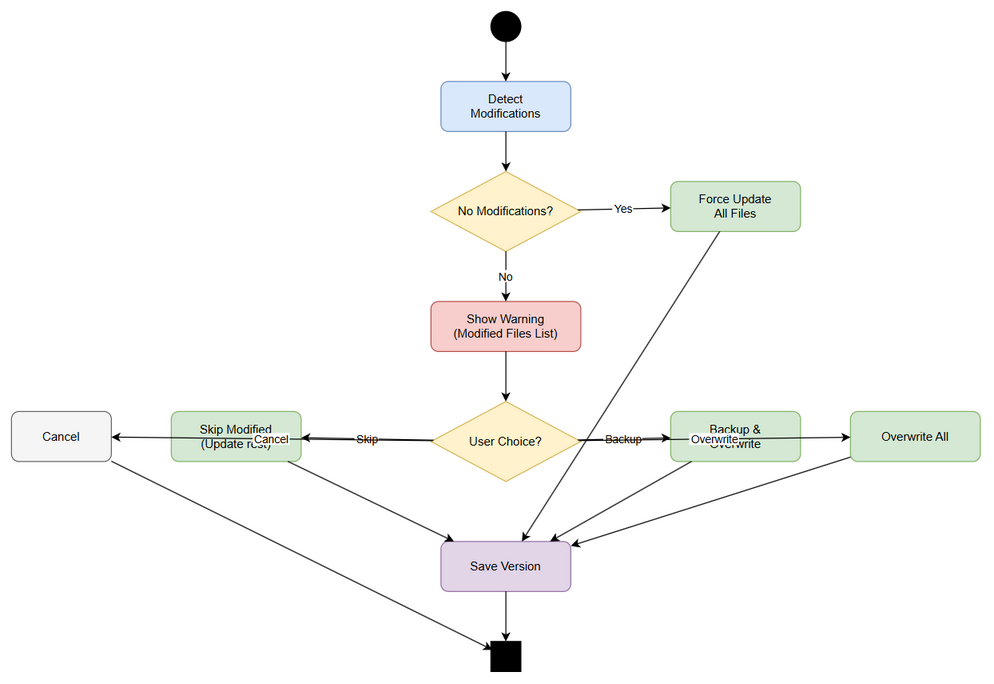 Detect
Modifications
No Modifications?
Yes
Force Update
All Files
No
Show Warning
(Modified Files List)
Cancel
Skip Modified
(Update rest)
Cancel
Skip
User Choice?
Backup
Backup &
Overwrite
Overwrite
Overwrite All
Save Version